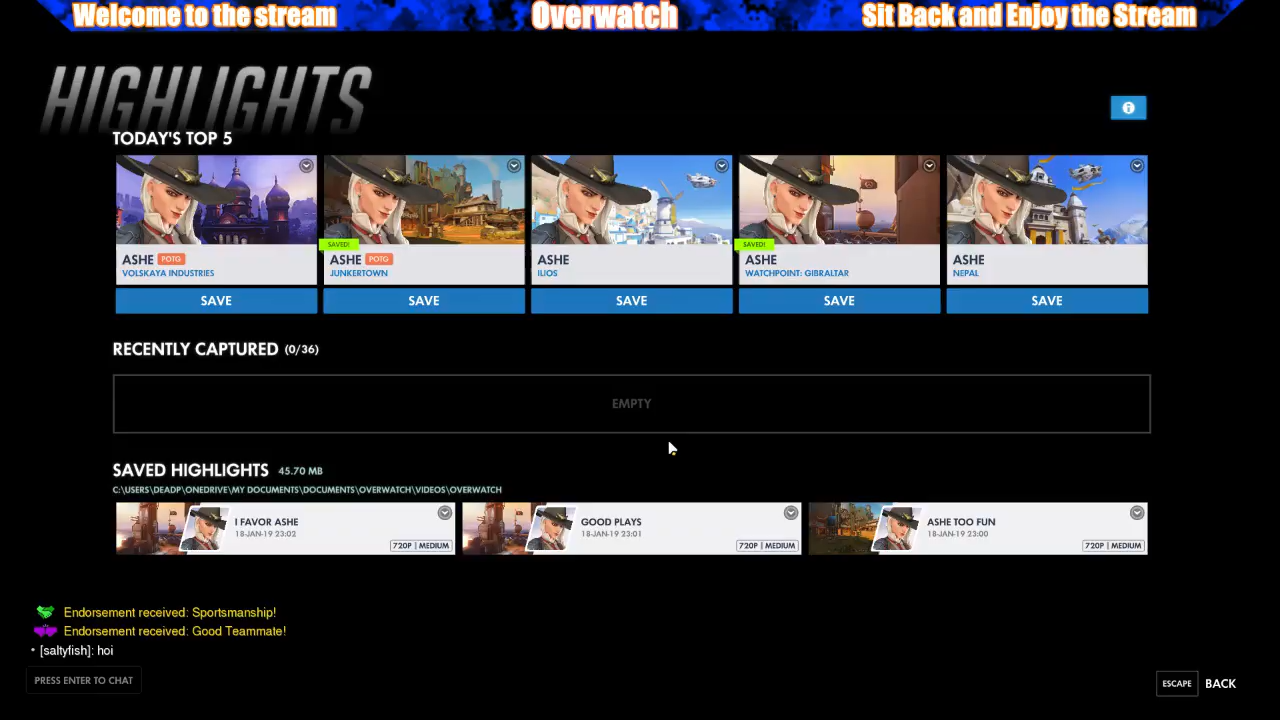 Welcome to the stream
Overwatch
Sit Back and Enjoy the Stream
HIGHLIGHTS
TODAY'S TOP 5
ASHE POTG
VOLSKAYA INDUSTRIES
SAVE
SAVED!
ASHE POTG
JUNKERTOWN
SAVE
ASHE
ILIOS
SAVE
SAVED!
ASHE
WATCHPOINT: GIBRALTAR
SAVE
ASHE
NEPAL
SAVE
RECENTLY CAPTURED (0/36)
EMPTY
SAVED HIGHLIGHTS 45.70 MB
C:\USERS\DEADP\ONEDRIVE\MY DOCUMENTS\DOCUMENTS\OVERWATCH\VIDEOS\OVERWATCH
I FAVOR ASHE
18-JAN-19 23:02
720P | MEDIUM
GOOD PLAYS
18-JAN-19 23:01
720P | MEDIUM
ASHE TOO FUN
18-JAN-19 23:00
720P | MEDIUM
Endorsement received: Sportsmanship!
Endorsement received: Good Teammate!
• [saltyfish]: hoi
PRESS ENTER TO CHAT
ESCAPE BACK